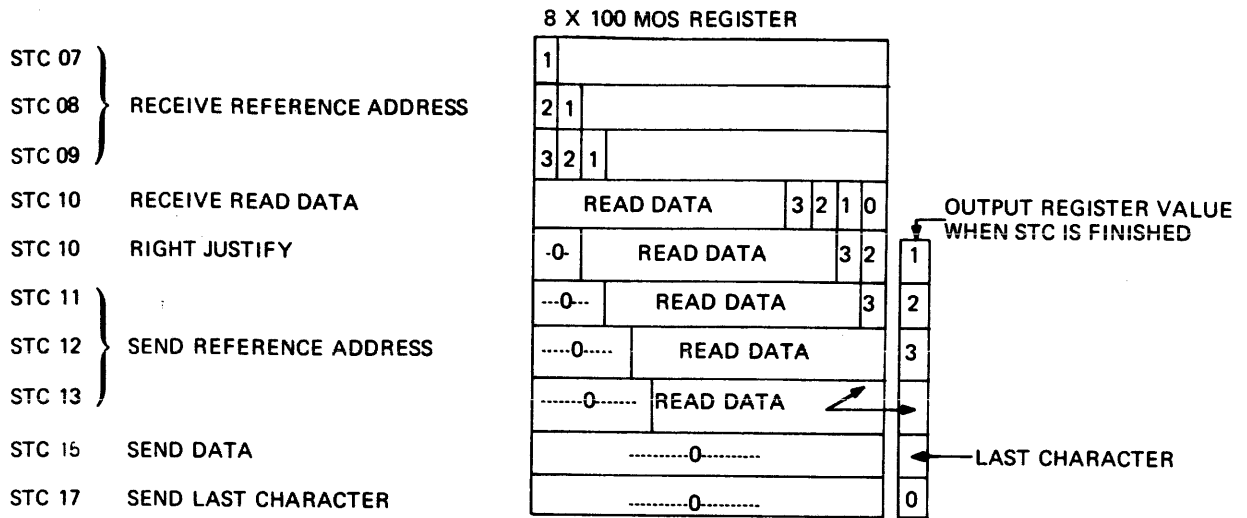 8 X 100 MOS REGISTER
STC 07
1
STC 08 RECEIVE REFERENCE ADDRESS
2 1
STC 09
3 2 1
STC 10 RECEIVE READ DATA
READ DATA 3 2 1 0
OUTPUT REGISTER VALUE
WHEN STC IS FINISHED
STC 10 RIGHT JUSTIFY
-0- READ DATA 3 2 1
STC 11
---0--- READ DATA 3 2
STC 12 SEND REFERENCE ADDRESS
-----0----- READ DATA 3
STC 13
-------0------- READ DATA
STC 15 SEND DATA
----------0----------
LAST CHARACTER
STC 17 SEND LAST CHARACTER
----------0---------- 0